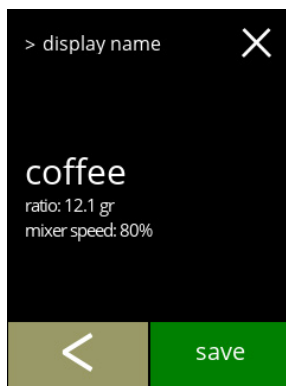 > display name
coffee
ratio: 12.1 gr
mixer speed: 80%
< save